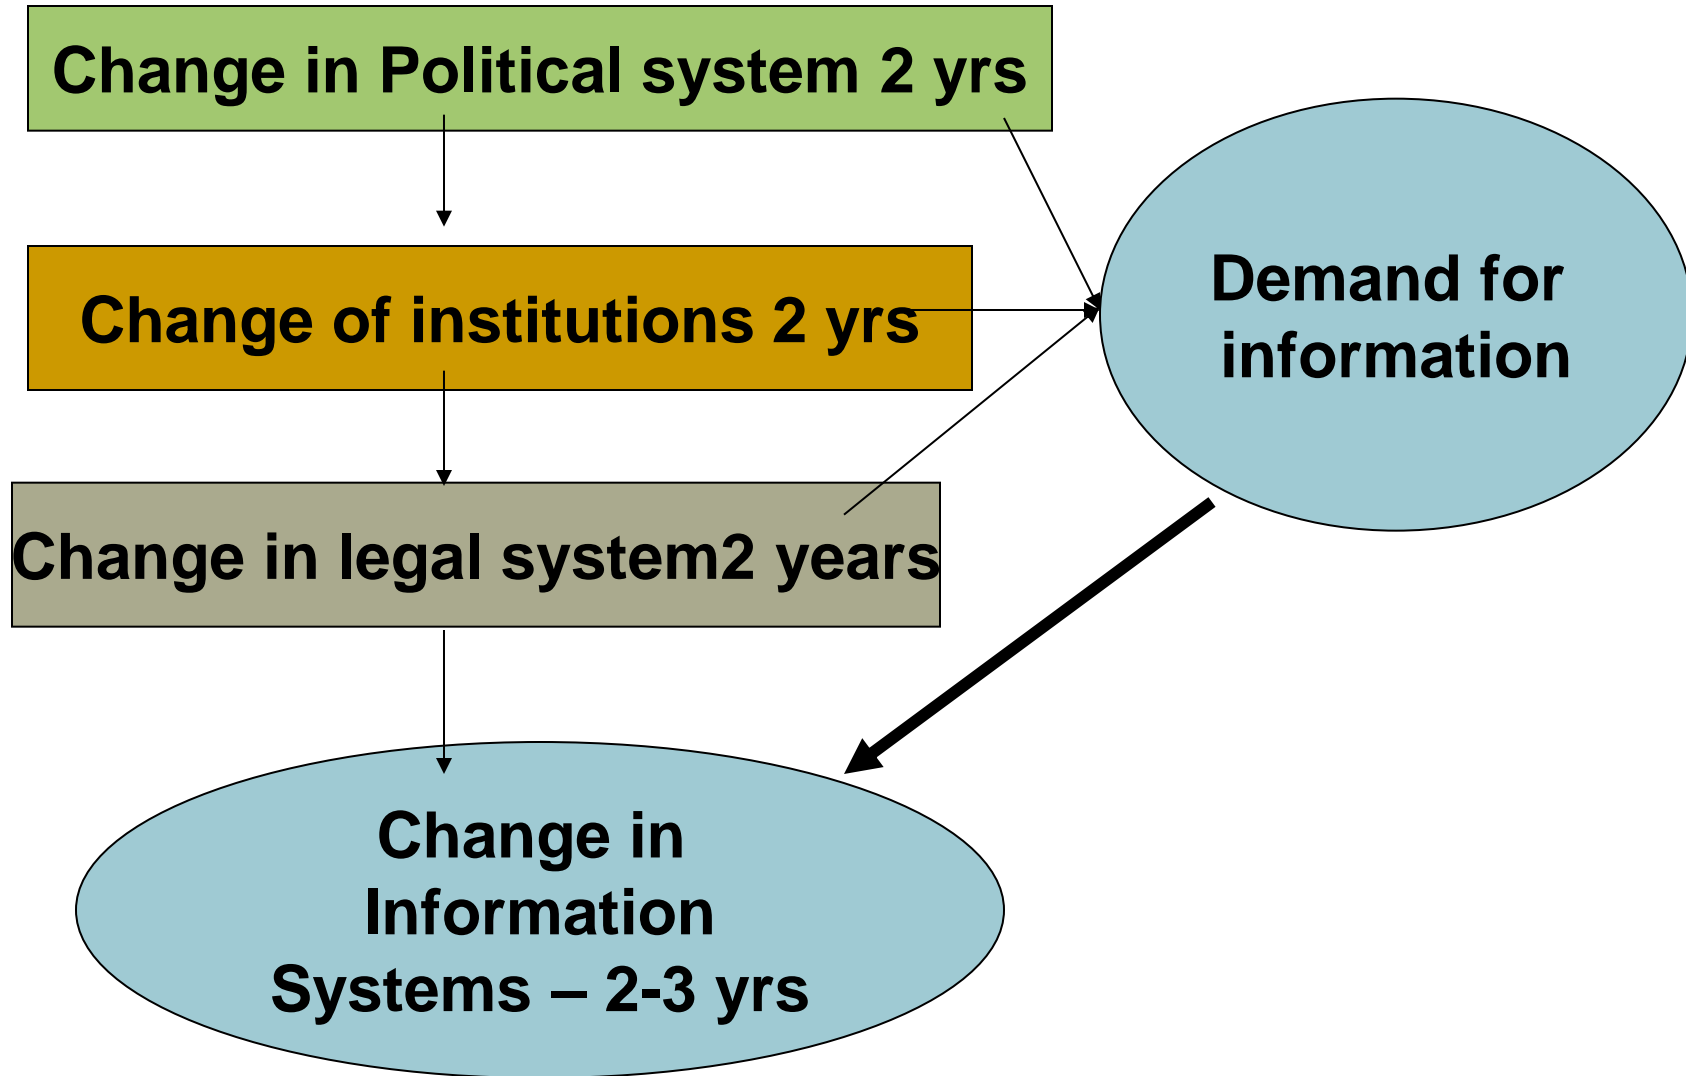 Change in Political system 2 yrs
Demand for
information
Change of institutions 2 yrs
Change in legal system2 years
Change in
Information
Systems – 2-3 yrs